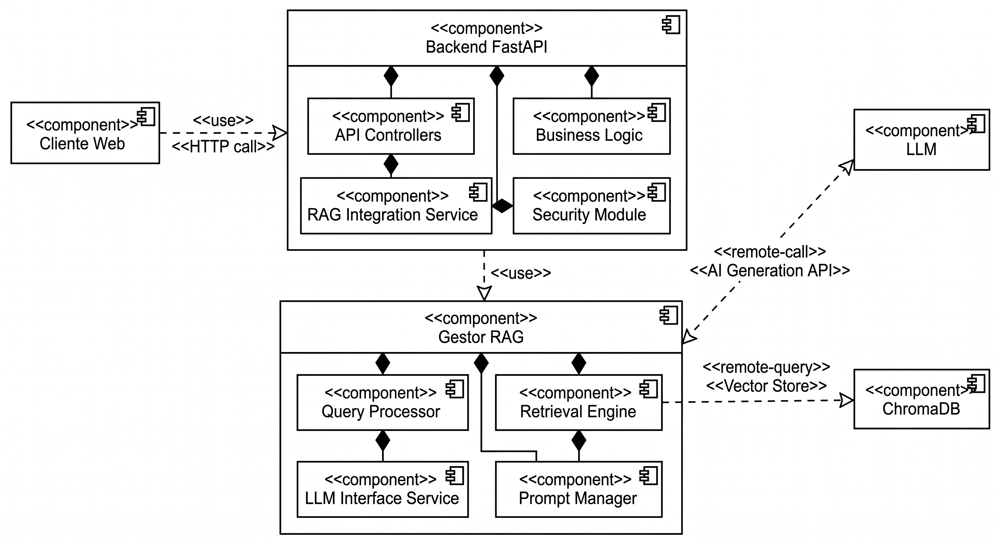 <<component>>
Backend FastAPI
<<component>>
Cliente Web
<<use>>
<<HTTP call>>
<<component>>
API Controllers
<<component>>
Business Logic
<<component>>
RAG Integration Service
<<component>>
Security Module
<<component>>
LLM
<<use>>
<<remote-call>>
<<AI Generation API>>
<<component>>
Gestor RAG
<<component>>
Query Processor
<<component>>
Retrieval Engine
<<remote-query>>
<<Vector Store>>
<<component>>
ChromaDB
<<component>>
LLM Interface Service
<<component>>
Prompt Manager